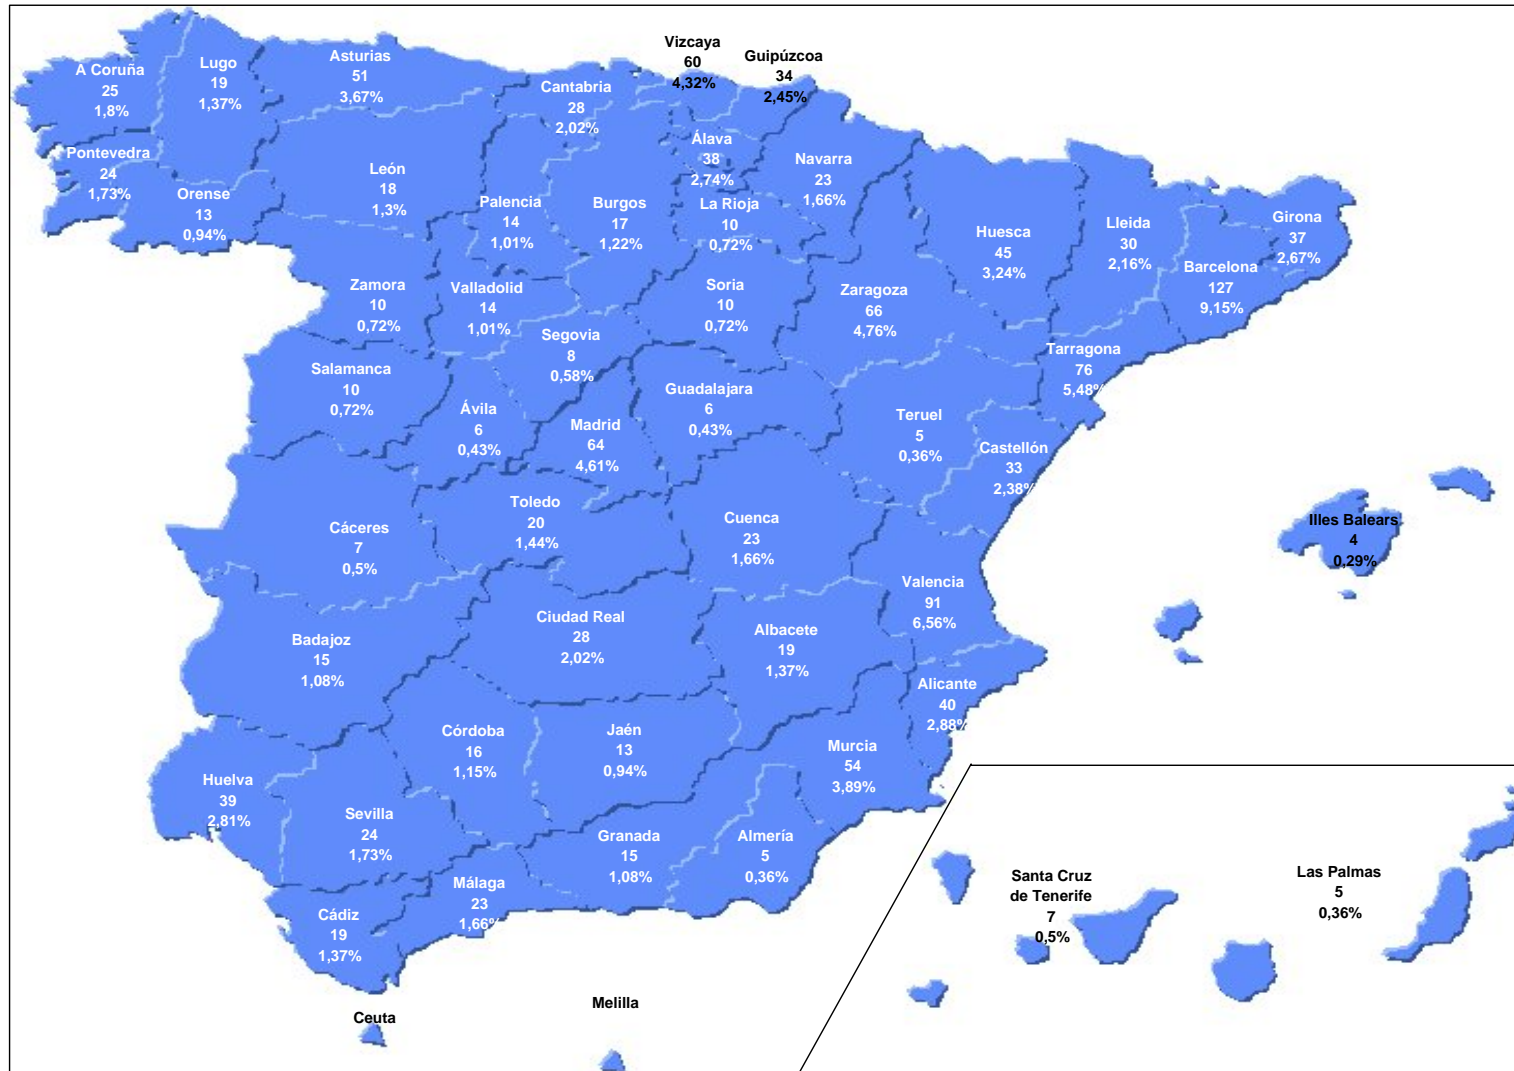 A Coruña
25
1,8%
Lugo
19
1,37%
Asturias
51
3,67%
Cantabria
28
2,02%
Vizcaya
60
4,32%
Guipúzcoa
34
2,45%
Álava
38
2,74%
Navarra
23
1,66%
Pontevedra
24
1,73%
Orense
13
0,94%
León
18
1,3%
Palencia
14
1,01%
Burgos
17
1,22%
La Rioja
10
0,72%
Huesca
45
3,24%
Lleida
30
2,16%
Girona
37
2,67%
Barcelona
127
9,15%
Zamora
10
0,72%
Valladolid
14
1,01%
Soria
10
0,72%
Zaragoza
66
4,76%
Segovia
8
0,58%
Tarragona
76
5,48%
Salamanca
10
0,72%
Ávila
6
0,43%
Madrid
64
4,61%
Guadalajara
6
0,43%
Teruel
5
0,36%
Castellón
33
2,38%
Cáceres
7
0,5%
Toledo
20
1,44%
Cuenca
23
1,66%
Illes Balears
4
0,29%
Valencia
91
6,56%
Badajoz
15
1,08%
Ciudad Real
28
2,02%
Albacete
19
1,37%
Alicante
40
2,88%
Córdoba
16
1,15%
Jaén
13
0,94%
Murcia
54
3,89%
Huelva
39
2,81%
Sevilla
24
1,73%
Granada
15
1,08%
Almería
5
0,36%
Málaga
23
1,66%
Cádiz
19
1,37%
Santa Cruz
de Tenerife
7
0,5%
Las Palmas
5
0,36%
Ceuta
Melilla